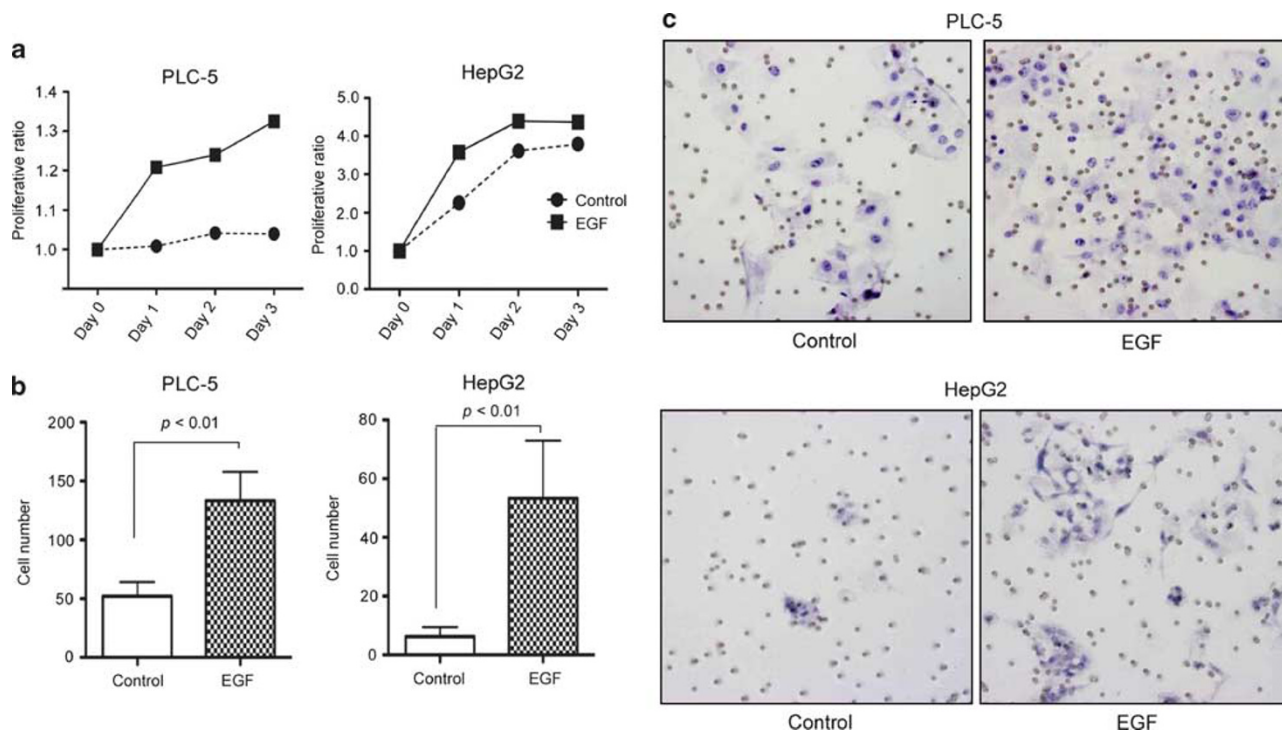 a
PLC-5
Proliferative ratio
1.4
1.3
1.2
1.1
1.0
Day 0
Day 1
Day 2
Day 3
HepG2
Proliferative ratio
5.0
4.0
3.0
2.0
1.0
0.0
Day 0
Day 1
Day 2
Day 3
Control
EGF
b
PLC-5
Cell number
200
150
100
50
0
p < 0.01
Control
EGF
HepG2
Cell number
80
60
40
20
0
p < 0.01
Control
EGF
c
PLC-5
Control
EGF
HepG2
Control
EGF